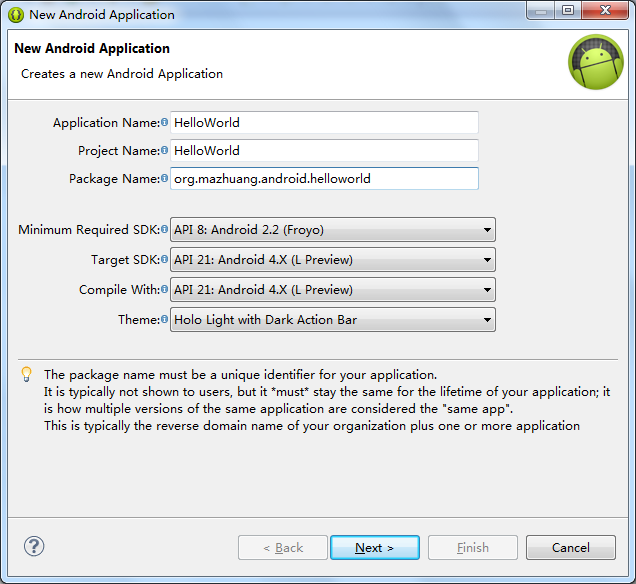 New Android Application
New Android Application
Creates a new Android Application
Application Name: HelloWorld
Project Name: HelloWorld
Package Name: org.mazhuang.android.helloworld
Minimum Required SDK: API 8: Android 2.2 (Froyo)
Target SDK: API 21: Android 4.X (L Preview)
Compile With: API 21: Android 4.X (L Preview)
Theme: Holo Light with Dark Action Bar
The package name must be a unique identifier for your application.
It is typically not shown to users, but it *must* stay the same for the lifetime of your application; it
is how multiple versions of the same application are considered the "same app".
This is typically the reverse domain name of your organization plus one or more application
? < Back Next > Finish Cancel